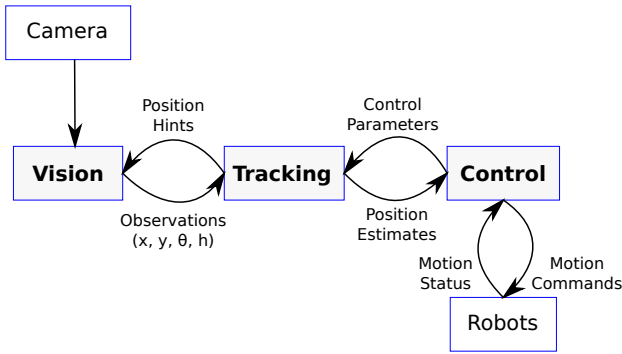 Camera
Position
Hints
Control
Parameters
Vision
Tracking
Control
Observations
(x, y, θ, h)
Position
Estimates
Motion
Status
Motion
Commands
Robots